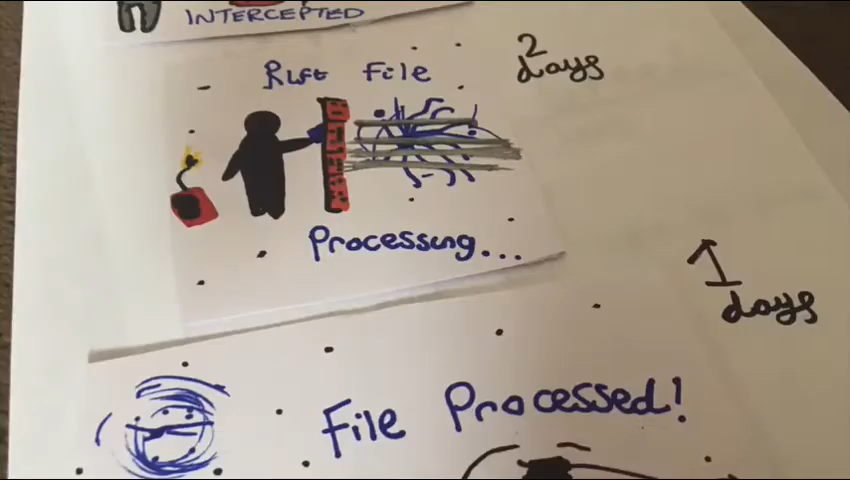 INTERCEPTED
2 days
Rift File
Processing...
1 days
File Processed!